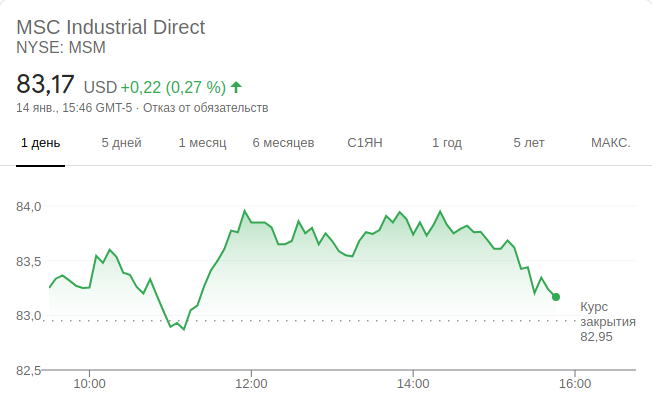 MSC Industrial Direct
NYSE: MSM
83,17 USD +0,22 (0,27 %)
14 янв., 15:46 GMT-5 · Отказ от обязательств
1 день 5 дней 1 месяц 6 месяцев С1ЯН 1 год 5 лет МАКС.
84,0
83,5
83,0
82,5
Курс
закрытия
82,95
10:00 12:00 14:00 16:00